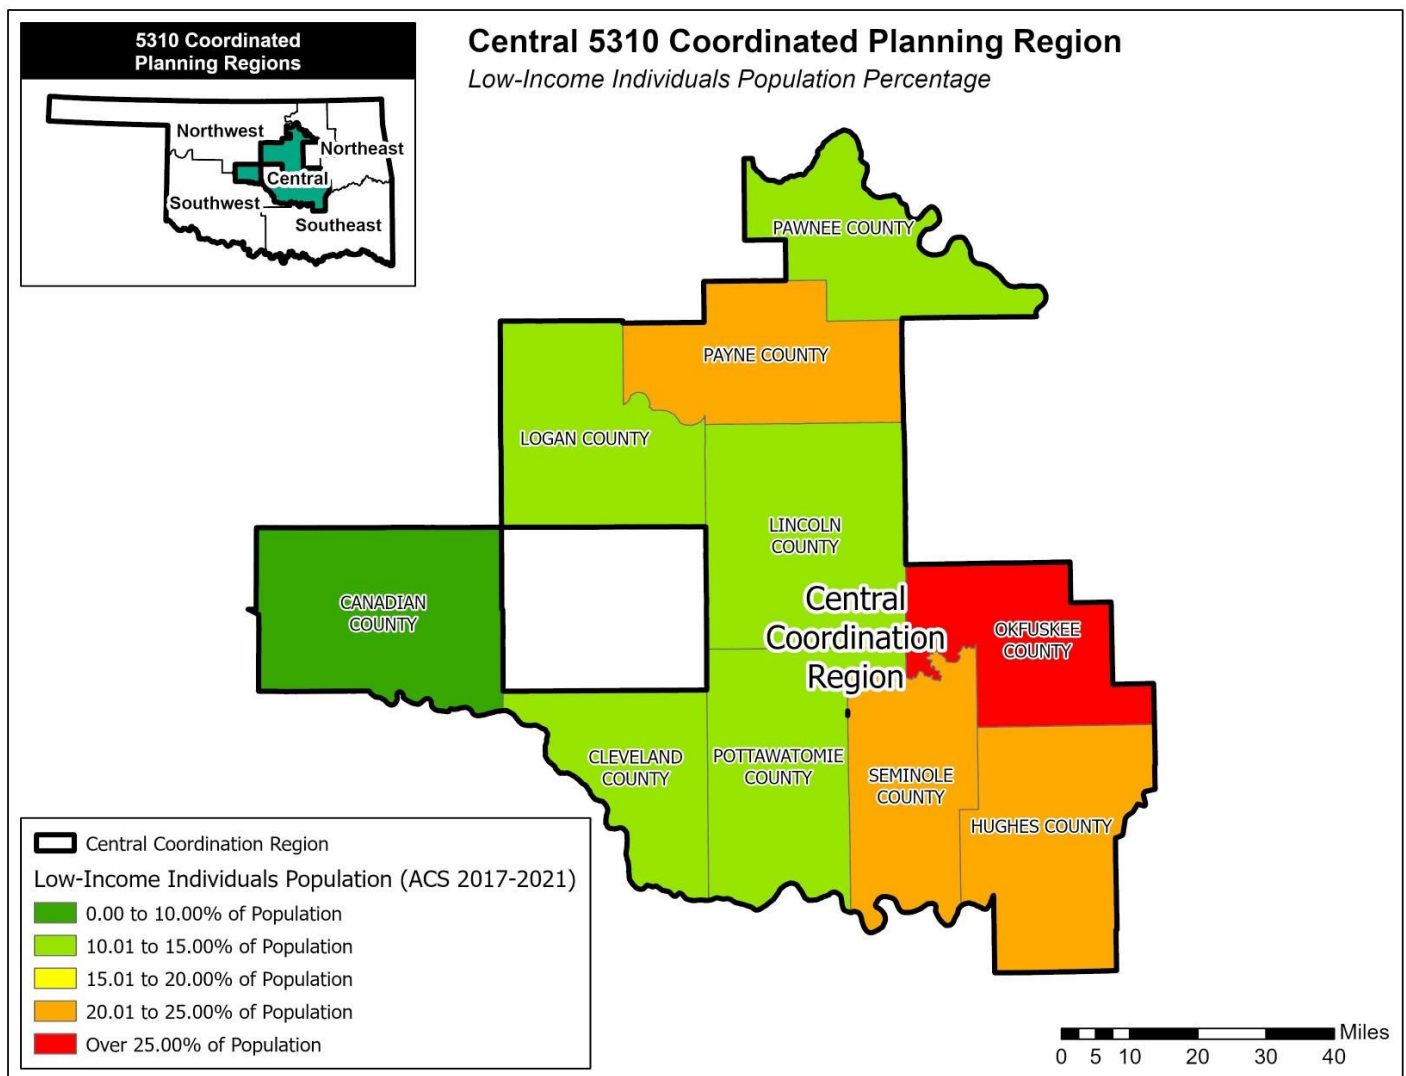 5310 Coordinated
Planning Regions
Northwest
Northeast
Central
Southwest
Southeast
Central 5310 Coordinated Planning Region
Low-Income Individuals Population Percentage
PAWNEE COUNTY
PAYNE COUNTY
LOGAN COUNTY
LINCOLN
COUNTY
CANADIAN
COUNTY
Central
Coordination
Region
OKFUSKEE
COUNTY
CLEVELAND
COUNTY
POTTAWATOMIE
COUNTY
SEMINOLE
COUNTY
HUGHES COUNTY
Central Coordination Region
Low-Income Individuals Population (ACS 2017-2021)
0.00 to 10.00% of Population
10.01 to 15.00% of Population
15.01 to 20.00% of Population
20.01 to 25.00% of Population
Over 25.00% of Population
Miles
0 5 10 20 30 40